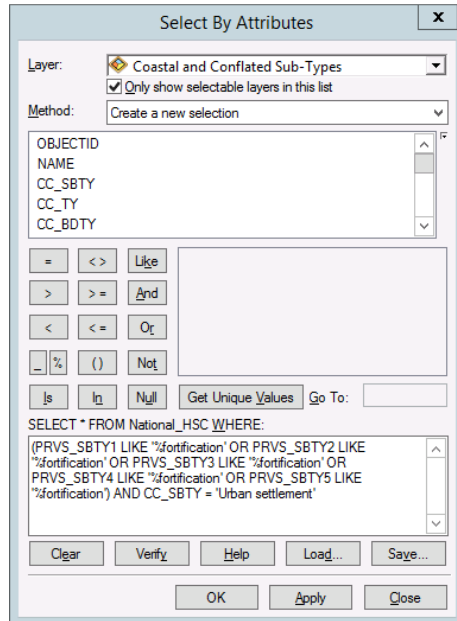 Select By Attributes
x
Layer: Coastal and Conflated Sub-Types
Only show selectable layers in this list
Method: Create a new selection
OBJECTID
NAME
CC_SBTY
CC_TY
CC_BDTY
= <> Like
> >= And
< <= Or
_ % () Not
Is In Null Get Unique Values Go To:
SELECT * FROM National_HSC WHERE:
(PRVS_SBTY1 LIKE '%fortification' OR PRVS_SBTY2 LIKE
'%fortification' OR PRVS_SBTY3 LIKE '%fortification' OR
PRVS_SBTY4 LIKE '%fortification' OR PRVS_SBTY5 LIKE
'%fortification') AND CC_SBTY = 'Urban settlement'
Clear Verify Help Load... Save...
OK Apply Close